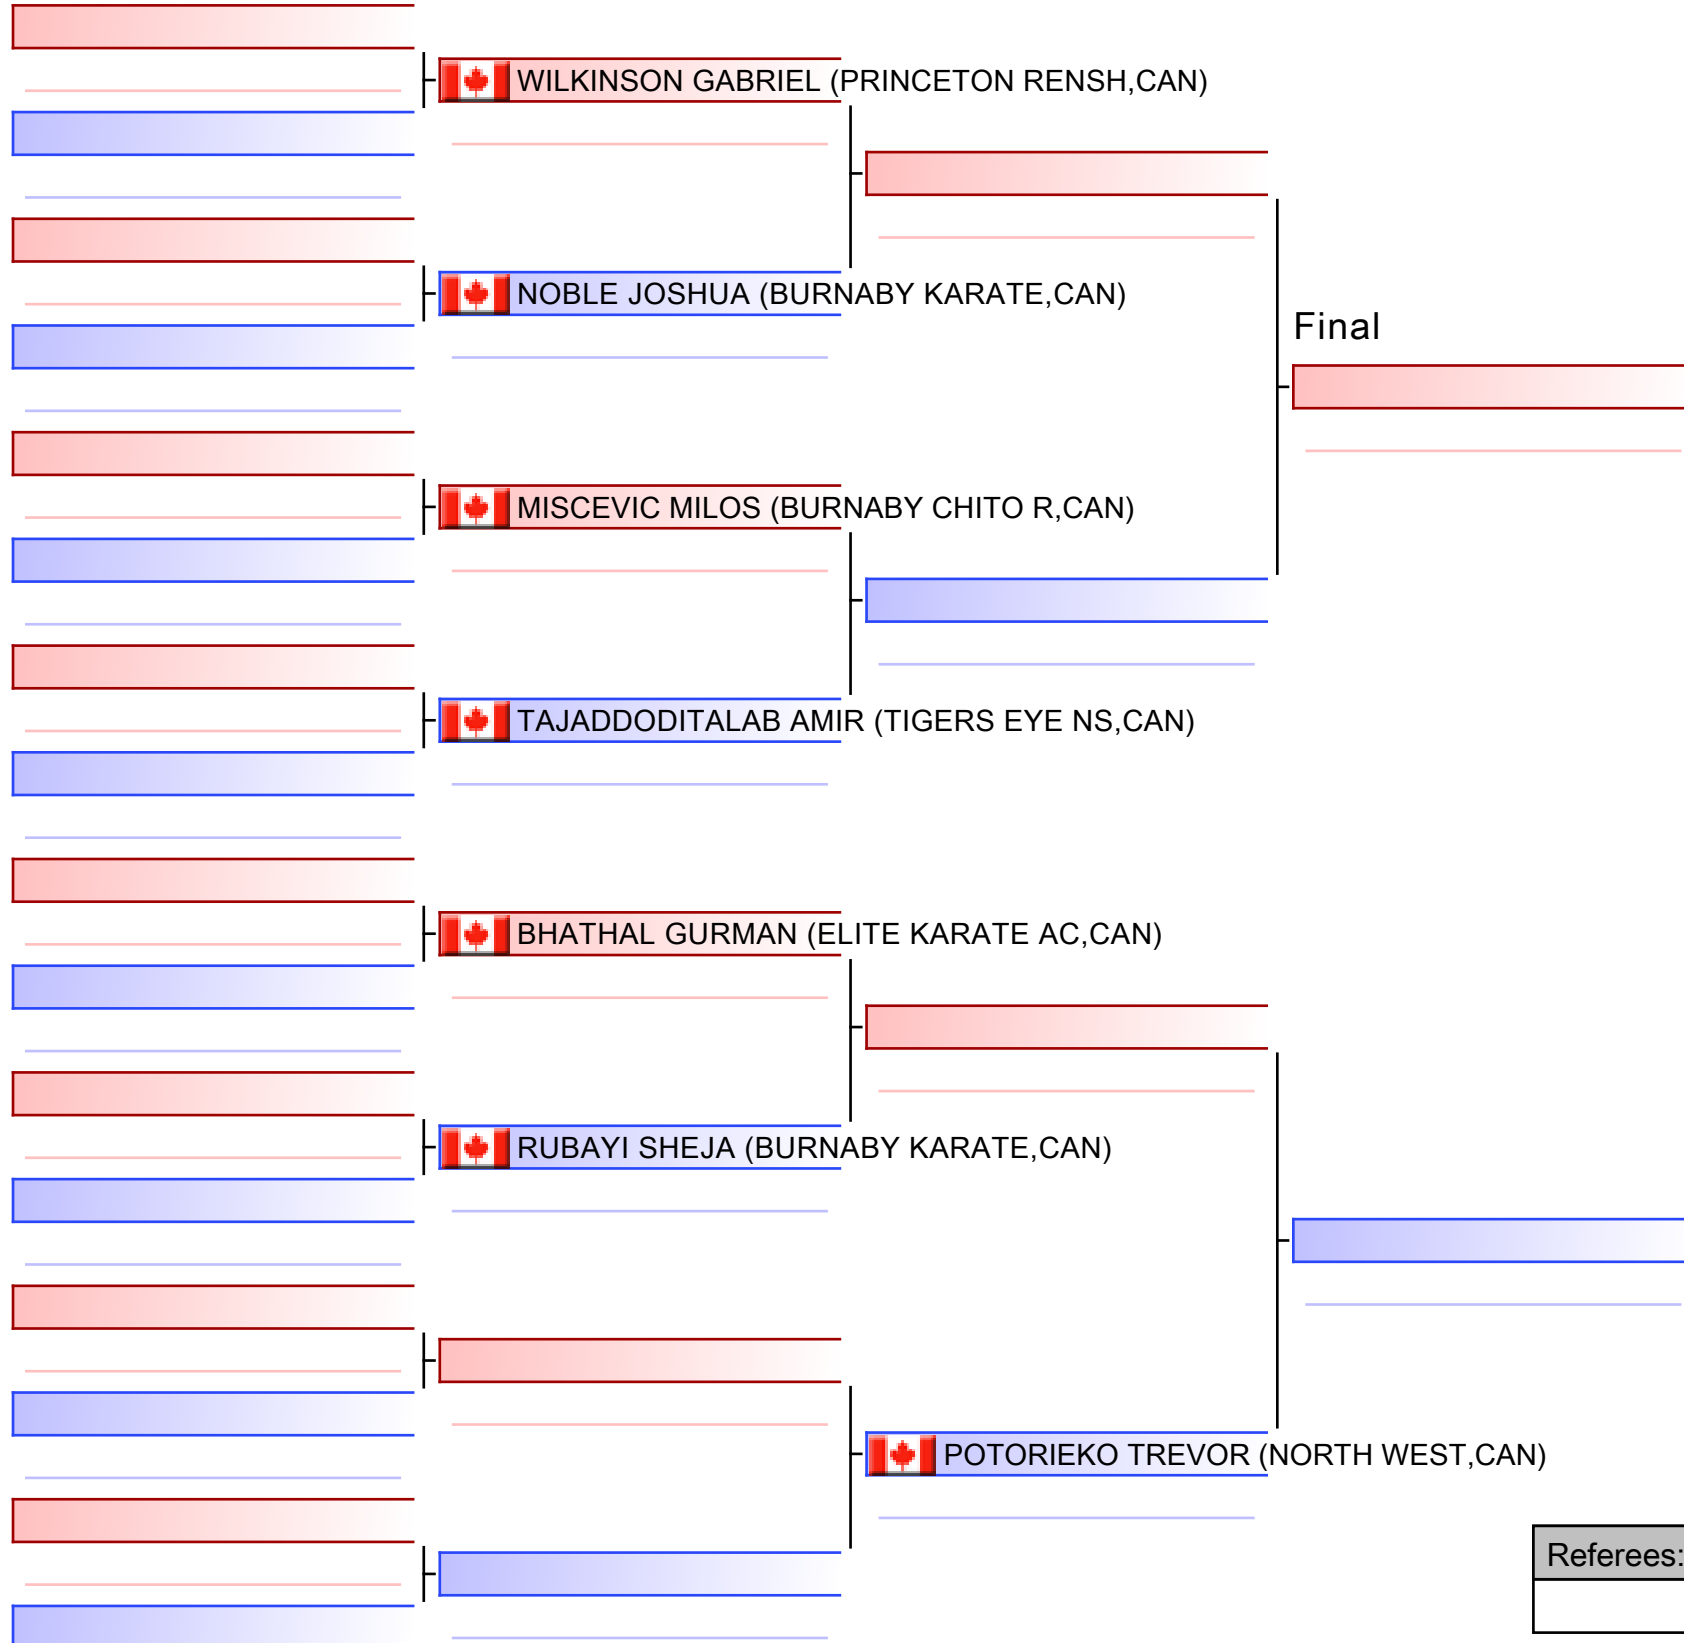 WILKINSON GABRIEL (PRINCETON RENSH,CAN)
NOBLE JOSHUA (BURNABY KARATE,CAN)
Final
MISCEVIC MILOS (BURNABY CHITO R,CAN)
TAJADDODITALAB AMIR (TIGERS EYE NS,CAN)
BHATHAL GURMAN (ELITE KARATE AC,CAN)
RUBAYI SHEJA (BURNABY KARATE,CAN)
POTORIEKO TREVOR (NORTH WEST,CAN)
Referees: